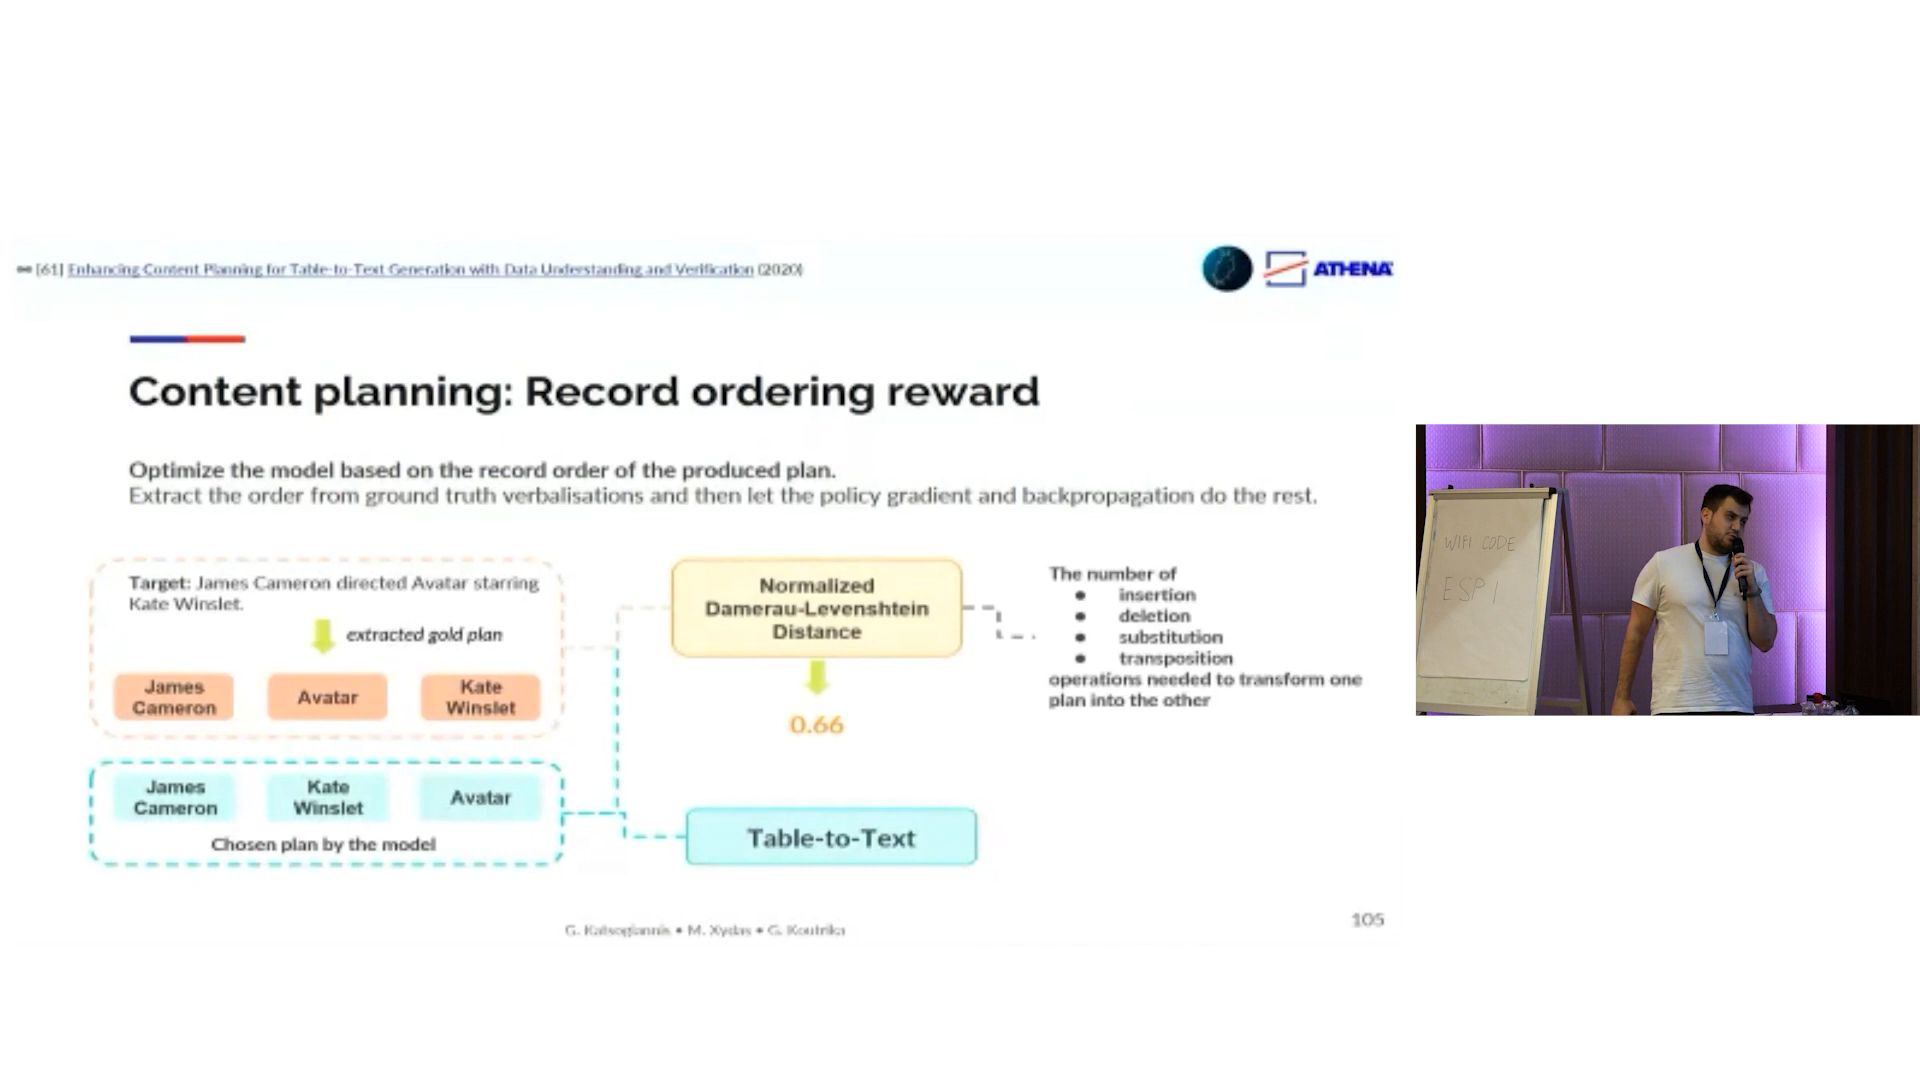 [61] Enhancing Content Planning for Table-to-Text Generation with Data Understanding and Verification (2020)
ATHENA
Content planning: Record ordering reward
Optimize the model based on the record order of the produced plan.
Extract the order from ground truth verbalisations and then let the policy gradient and backpropagation do the rest.
Target: James Cameron directed Avatar starring
Kate Winslet.
extracted gold plan
James
Cameron
Avatar
Kate
Winslet
James
Cameron
Kate
Winslet
Avatar
Chosen plan by the model
Normalized
Damerau-Levenshtein
Distance
0.66
Table-to-Text
The number of
● insertion
● deletion
● substitution
● transposition
operations needed to transform one
plan into the other
G. Katsogiannis • M. Xydas • G. Koutrika
105
WIFI CODE
ESP1